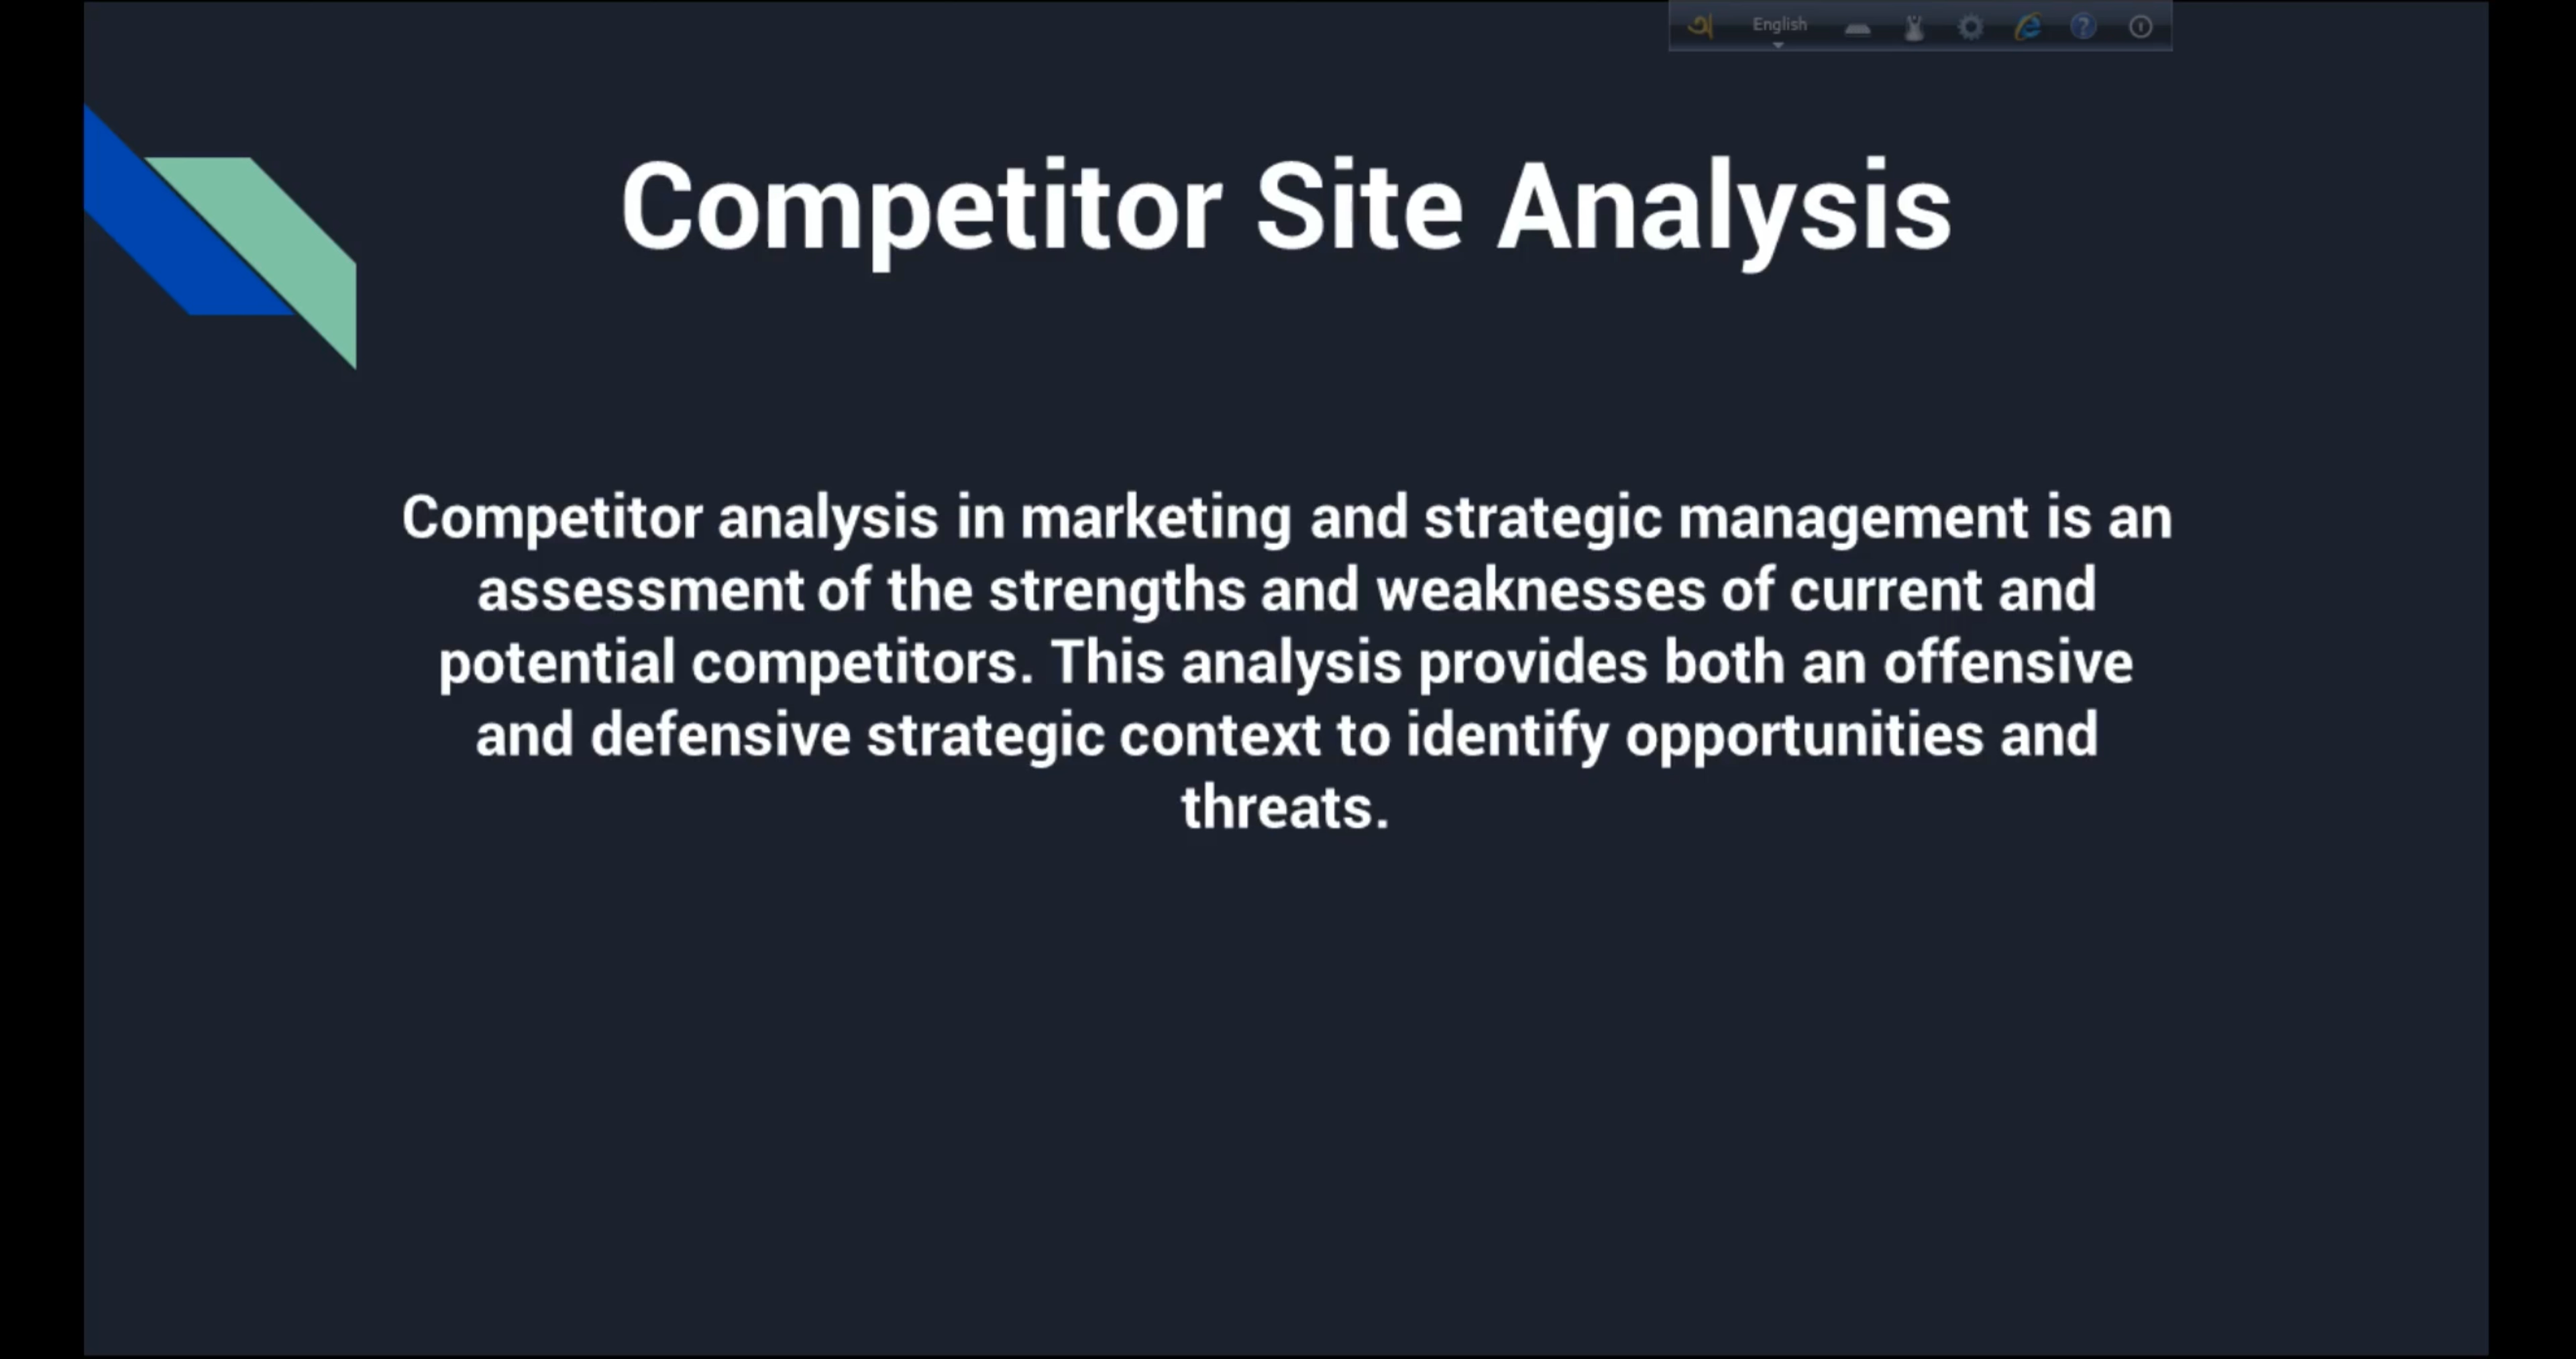 অ English
Competitor Site Analysis
Competitor analysis in marketing and strategic management is an
assessment of the strengths and weaknesses of current and
potential competitors. This analysis provides both an offensive
and defensive strategic context to identify opportunities and
threats.